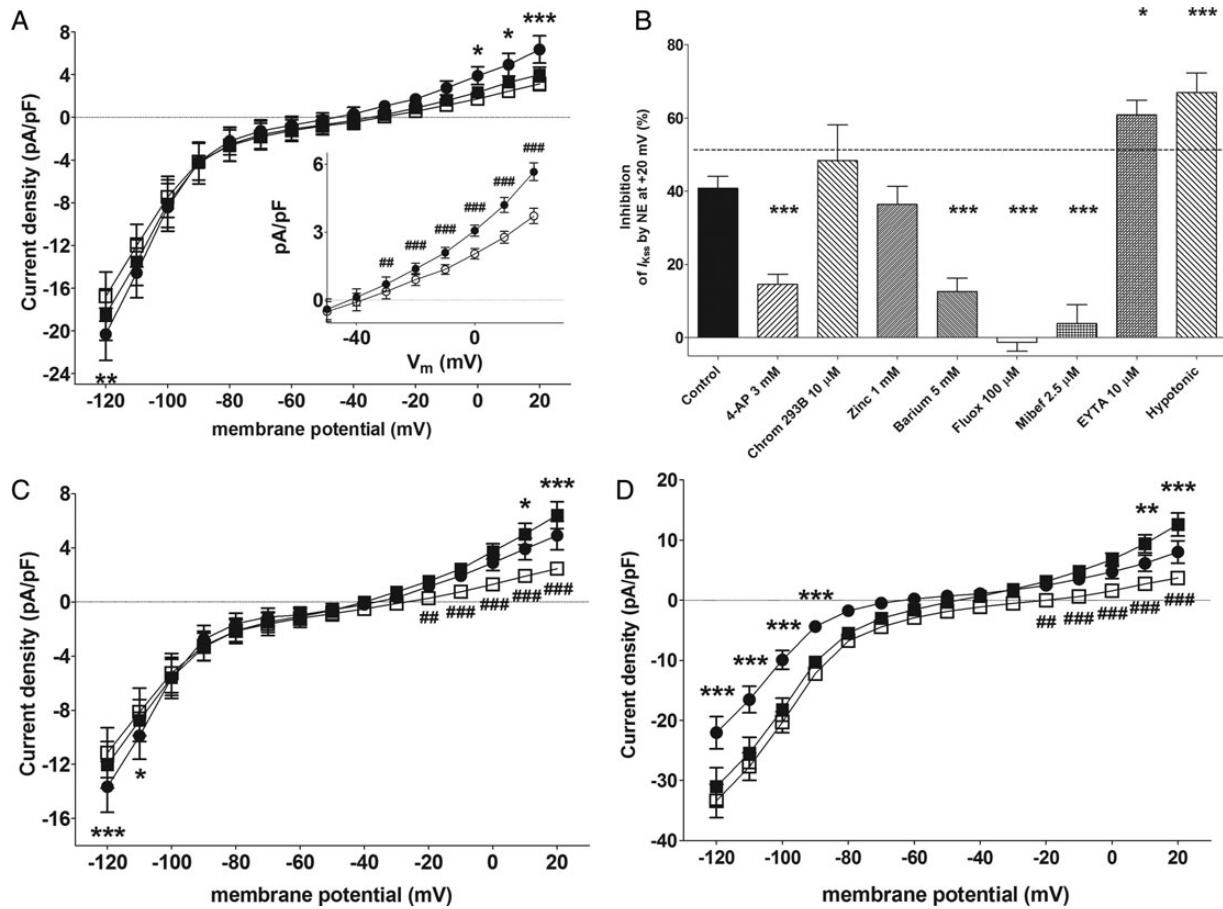 A
8
4
0
-4
-8
-12
-16
-20
-24
Current density (pA/pF)
* * ***
**
-120 -100 -80 -60 -40 -20 0 20
membrane potential (mV)
6
3
0
pA/pF
## ### ### ### ### ###
-40 0
Vm (mV)
B
80
60
40
20
0
Inhibition
of IKss by NE at +20 mV (%)
* ***
*** *** *** ***
Control
4-AP 3 mM
Chrom 293B 10 μM
Zinc 1 mM
Barium 5 mM
Fluox 100 μM
Mibef 2.5 μM
EYTA 10 μM
Hypotonic
C
8
4
0
-4
-8
-12
-16
Current density (pA/pF)
* ***
## ### ### ### ###
*
***
-120 -100 -80 -60 -40 -20 0 20
membrane potential (mV)
D
20
10
0
-10
-20
-30
-40
Current density (pA/pF)
** ***
*** *** *** ***
## ### ### ### ###
-120 -100 -80 -60 -40 -20 0 20
membrane potential (mV)